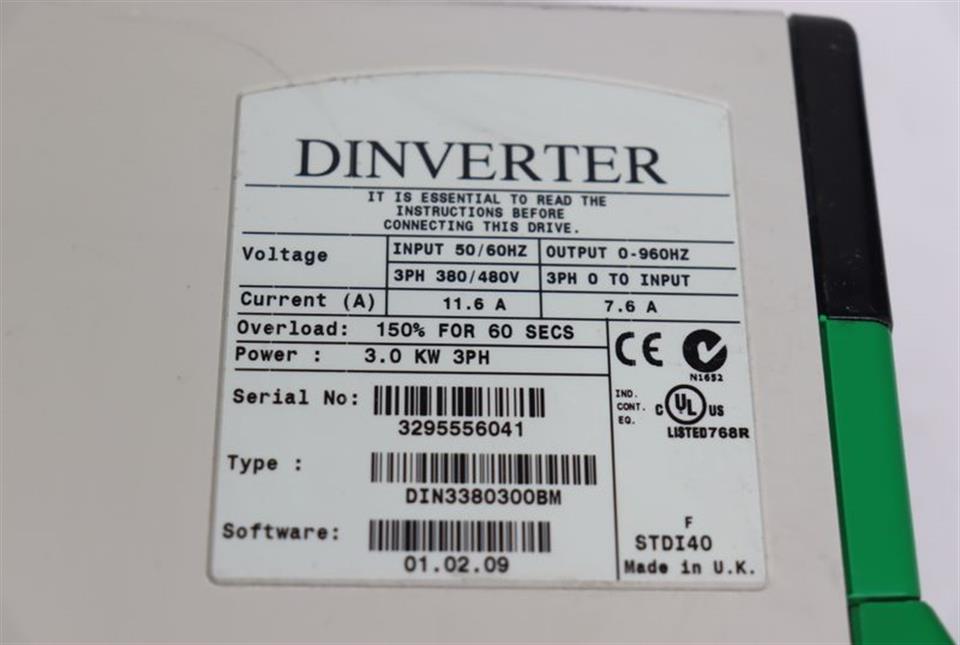 DINVERTER
IT IS ESSENTIAL TO READ THE
INSTRUCTIONS BEFORE
CONNECTING THIS DRIVE.
Voltage
INPUT 50/60HZ OUTPUT 0-960HZ
3PH 380/480V 3PH 0 TO INPUT
Current (A) 11.6 A 7.6 A
Overload: 150% FOR 60 SECS
Power : 3.0 KW 3PH
Serial No:
3295556041
Type :
DIN3380300BM
Software:
01.02.09
CE
N1652
IND.
CONT.
EQ.
C UL US
LISTED 768R
F
STDI40
Made in U.K.